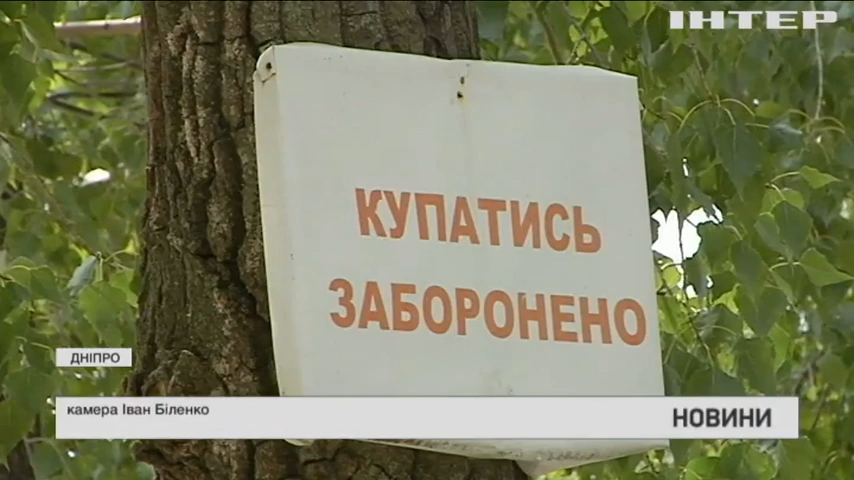 ІНТЕР
КУПАТИСЬ
ЗАБОРОНЕНО
ДНІПРО
камера Іван Біленко
НОВИНИ